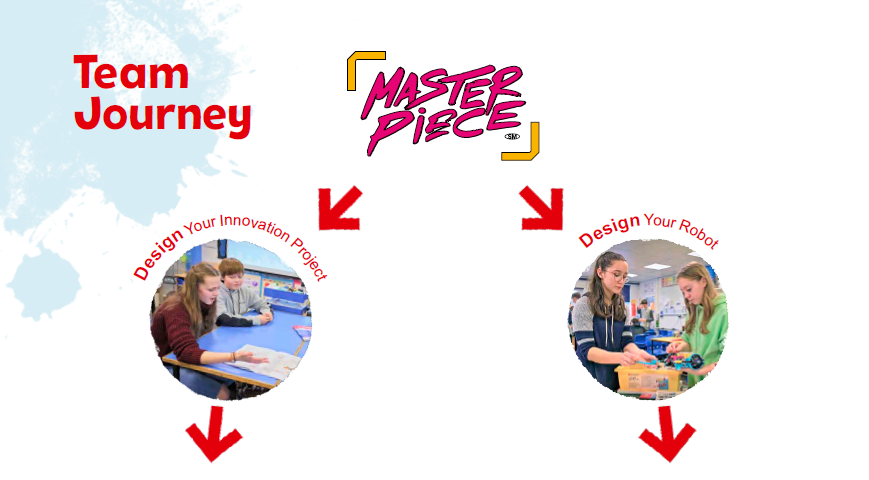 Team
Journey
MASTER
PIECE
SM
Design Your Innovation Project
Design Your Robot